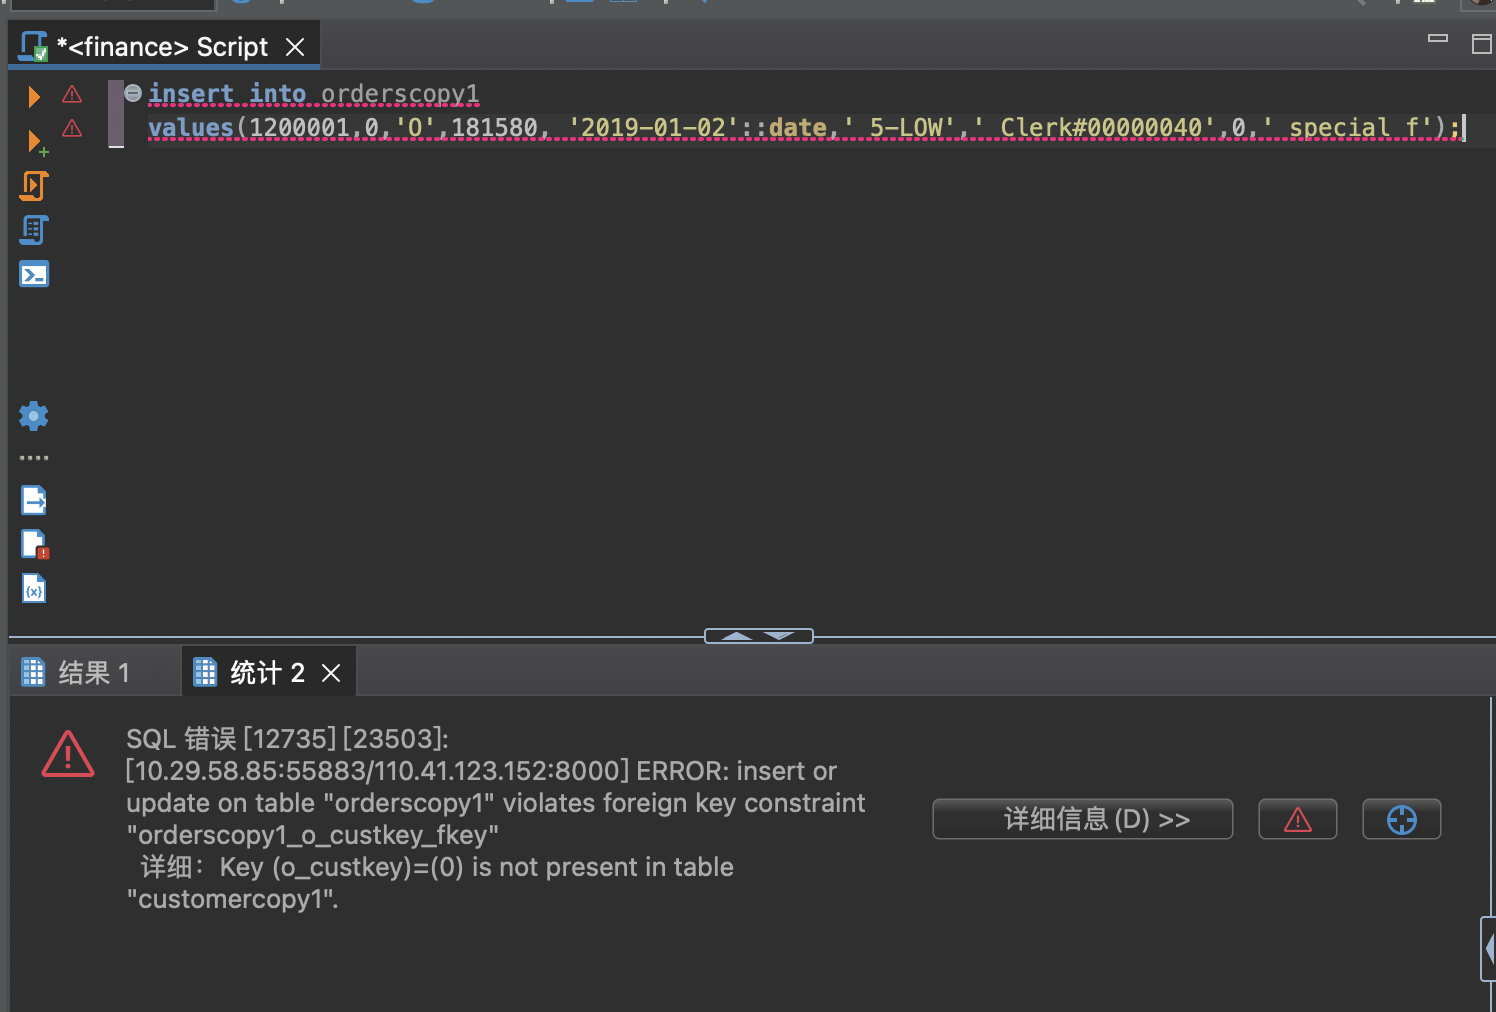 *<finance> Script
insert into orderscopy1
values(1200001,0,'O',181580, '2019-01-02'::date,' 5-LOW',' Clerk#00000040',0,' special f');
结果 1
统计 2
SQL 错误 [12735] [23503]:
[10.29.58.85:55883/110.41.123.152:8000] ERROR: insert or
update on table "orderscopy1" violates foreign key constraint
"orderscopy1_o_custkey_fkey"
详细：Key (o_custkey)=(0) is not present in table
"customercopy1".
详细信息 (D) >>